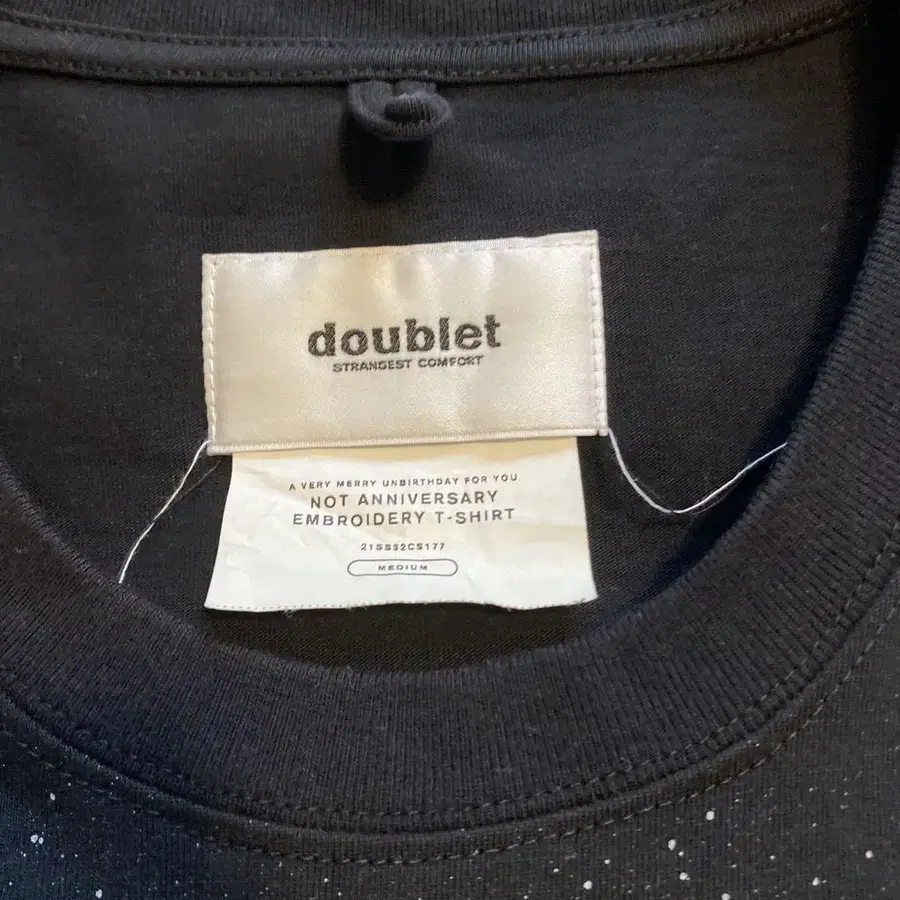 doublet
STRANGEST COMFORT
A VERY MERRY UNBIRTHDAY FOR YOU
NOT ANNIVERSARY
EMBROIDERY T-SHIRT
21SS32CS177
MEDIUM